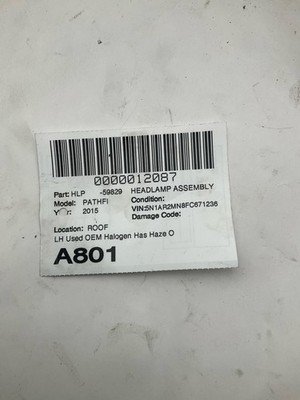 0000012087
Part: HLP -59829 HEADLAMP ASSEMBLY
Model: PATHFI Condition:
Year: 2015 VIN:5N1AR2MN8FC671236
Damage Code:
Location: ROOF
LH Used OEM Halogen Has Haze O
A801